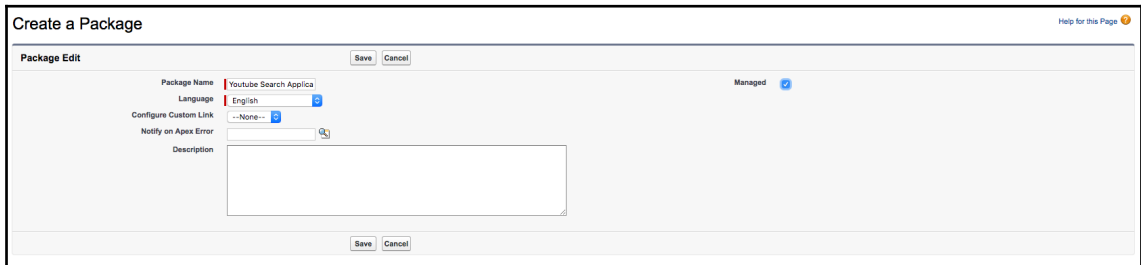 Create a Package
Help for this Page
Package Edit
Save Cancel
Package Name Youtube Search Applica Managed
Language English
Configure Custom Link --None--
Notify on Apex Error
Description
Save Cancel